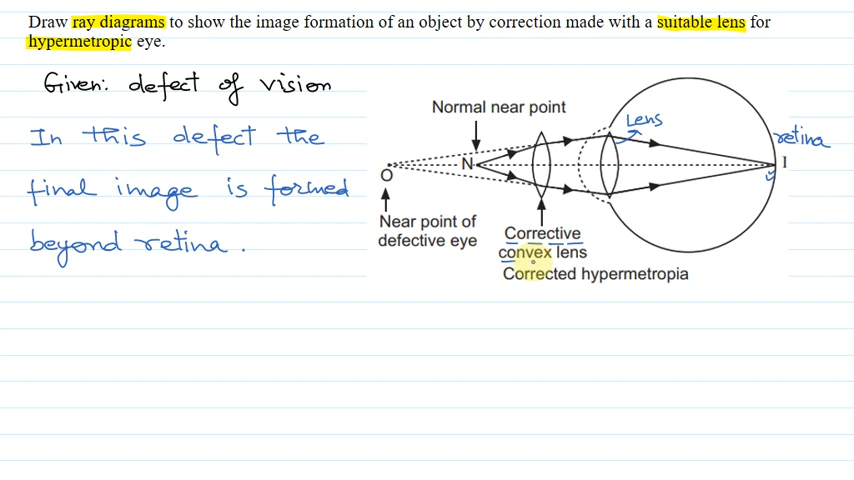 Draw ray diagrams to show the image formation of an object by correction made with a suitable lens for
hypermetropic eye.
Given: defect of vision
In this defect the
final image is formed
beyond retina.
Normal near point
Lens
retina
N
I
O
Near point of
defective eye
Corrective
convex lens
Corrected hypermetropia